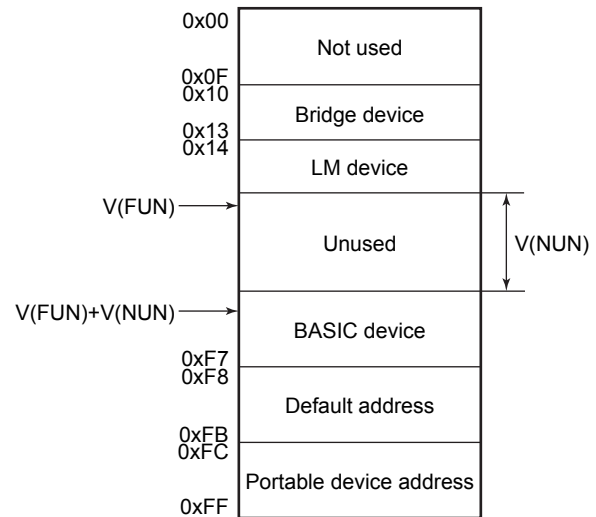 0x00
Not used
0x0F
0x10
Bridge device
0x13
0x14
LM device
V(FUN)
Unused
V(NUN)
V(FUN)+V(NUN)
BASIC device
0xF7
0xF8
Default address
0xFB
0xFC
Portable device address
0xFF